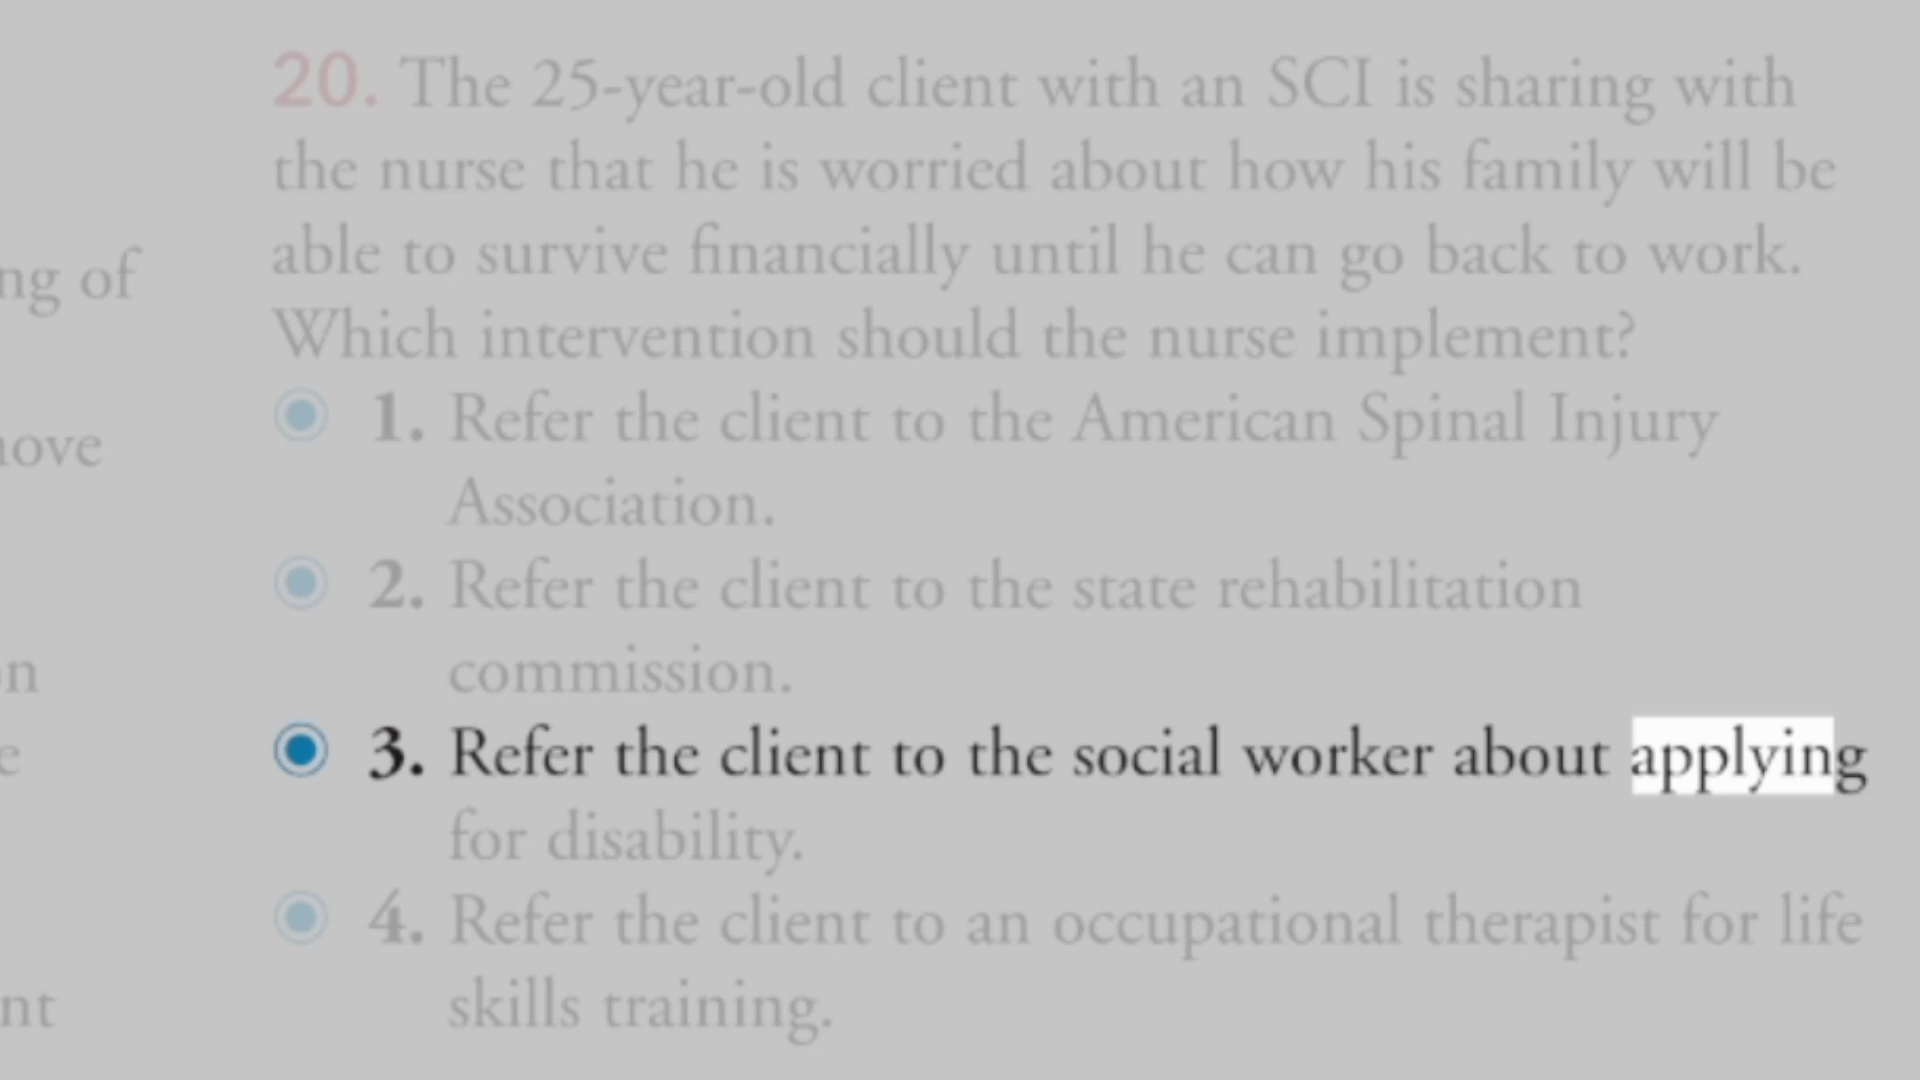 20. The 25-year-old client with an SCI is sharing with
the nurse that he is worried about how his family will be
able to survive financially until he can go back to work.
Which intervention should the nurse implement?
1. Refer the client to the American Spinal Injury
Association.
2. Refer the client to the state rehabilitation
commission.
3. Refer the client to the social worker about applying
for disability.
4. Refer the client to an occupational therapist for life
skills training.
ng of
nove
on
e
nt